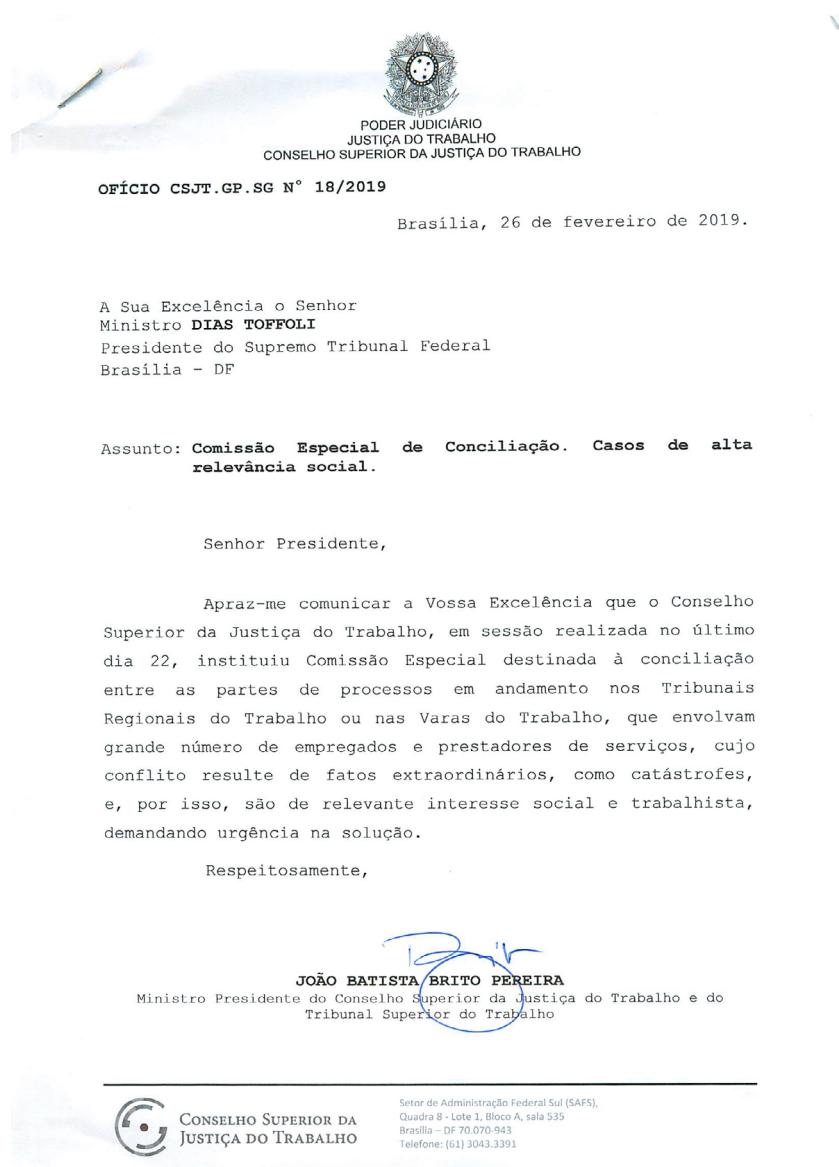 PODER JUDICIÁRIO
JUSTIÇA DO TRABALHO
CONSELHO SUPERIOR DA JUSTIÇA DO TRABALHO
OFÍCIO CSJT.GP.SG N° 18/2019
Brasília, 26 de fevereiro de 2019.
A Sua Excelência o Senhor
Ministro DIAS TOFFOLI
Presidente do Supremo Tribunal Federal
Brasília - DF
Assunto: Comissão Especial de Conciliação. Casos de alta
relevância social.
Senhor Presidente,
Apraz-me comunicar a Vossa Excelência que o Conselho
Superior da Justiça do Trabalho, em sessão realizada no último
dia 22, instituiu Comissão Especial destinada à conciliação
entre as partes de processos em andamento nos Tribunais
Regionais do Trabalho ou nas Varas do Trabalho, que envolvam
grande número de empregados e prestadores de serviços, cujo
conflito resulte de fatos extraordinários, como catástrofes,
e, por isso, são de relevante interesse social e trabalhista,
demandando urgência na solução.
Respeitosamente,
JOÃO BATISTA BRITO PEREIRA
Ministro Presidente do Conselho Superior da Justiça do Trabalho e do
Tribunal Superior do Trabalho
CONSELHO SUPERIOR DA
JUSTIÇA DO TRABALHO
Setor de Administração Federal Sul (SAFS),
Quadra 8 - Lote 1, Bloco A, sala 535
Brasília – DF 70.070-943
Telefone: (61) 3043.3391